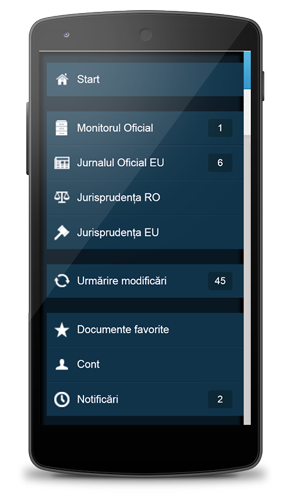 Start
Monitorul Oficial 1
Jurnalul Oficial EU 6
Jurisprudența RO
Jurisprudența EU
Urmărire modificări 45
Documente favorite
Cont
Notificări 2